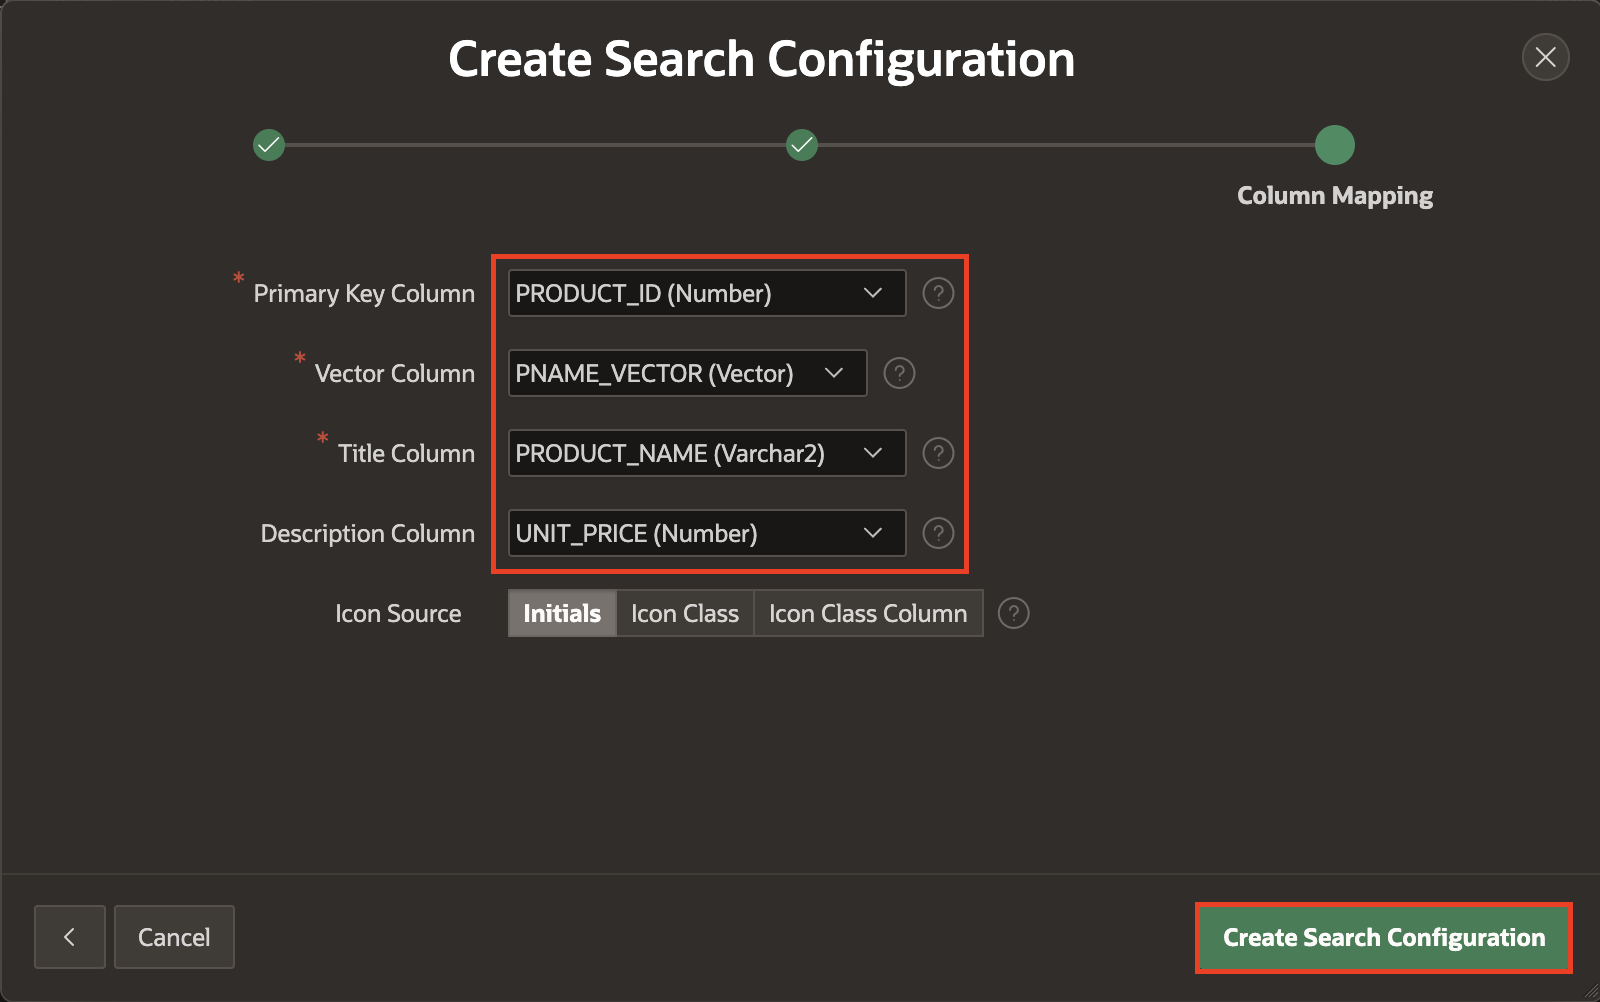 Create Search Configuration
Column Mapping
* Primary Key Column PRODUCT_ID (Number) ?
* Vector Column PNAME_VECTOR (Vector) ?
* Title Column PRODUCT_NAME (Varchar2) ?
Description Column UNIT_PRICE (Number) ?
Icon Source Initials Icon Class Icon Class Column ?
Cancel Create Search Configuration